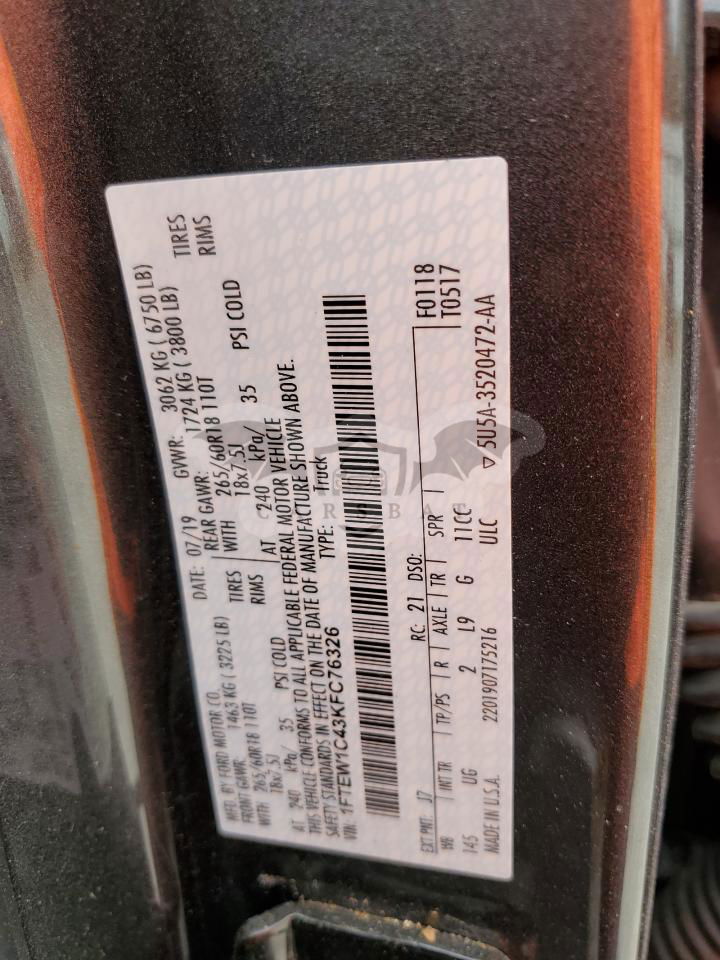 MFD. BY FORD MOTOR CO. DATE: 07/19 GVWR: 3062 KG ( 6750 LB)
FRONT GAWR: 1463 KG ( 3225 LB) REAR GAWR: 1724 KG ( 3800 LB)
WITH 265/60R18 110T TIRES WITH 265/60R18 110T TIRES
18x7.5J RIMS 18x7.5J RIMS
AT 240 kPa/ 35 PSI COLD AT 240 kPa/ 35 PSI COLD
THIS VEHICLE CONFORMS TO ALL APPLICABLE FEDERAL MOTOR VEHICLE
SAFETY STANDARDS IN EFFECT ON THE DATE OF MANUFACTURE SHOWN ABOVE.
VIN: 1FTEW1C43KFC76326 TYPE: Truck
EXT PNT: J7 RC: 21 DSO: F0118
WB INT TR TP/PS R AXLE TR SPR T0517
145 UG 2 L9 G 11CC
MADE IN U.S.A. 2201907175216 ULC 5U5A-3520472-AA